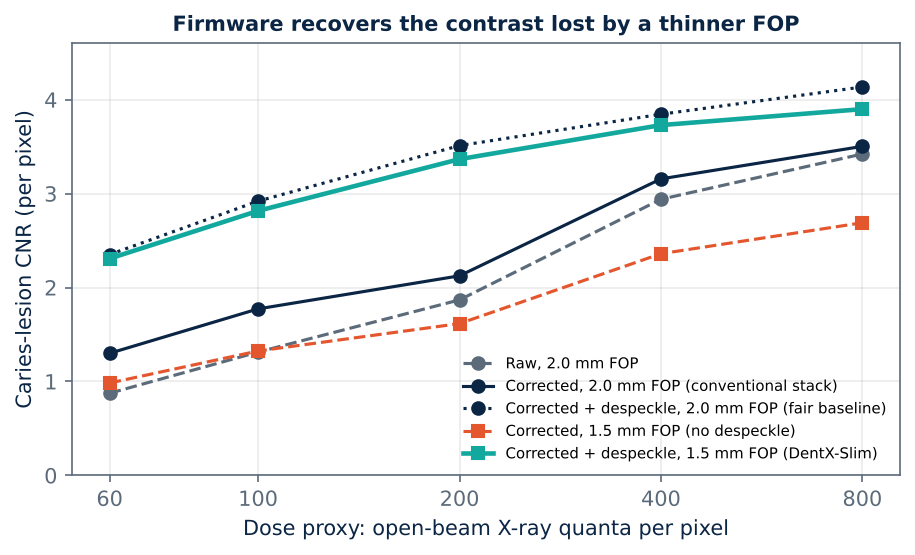 Firmware recovers the contrast lost by a thinner FOP
Caries-lesion CNR (per pixel)
4
3
2
1
0
Raw, 2.0 mm FOP
Corrected, 2.0 mm FOP (conventional stack)
Corrected + despeckle, 2.0 mm FOP (fair baseline)
Corrected, 1.5 mm FOP (no despeckle)
Corrected + despeckle, 1.5 mm FOP (DentX-Slim)
60 100 200 400 800
Dose proxy: open-beam X-ray quanta per pixel